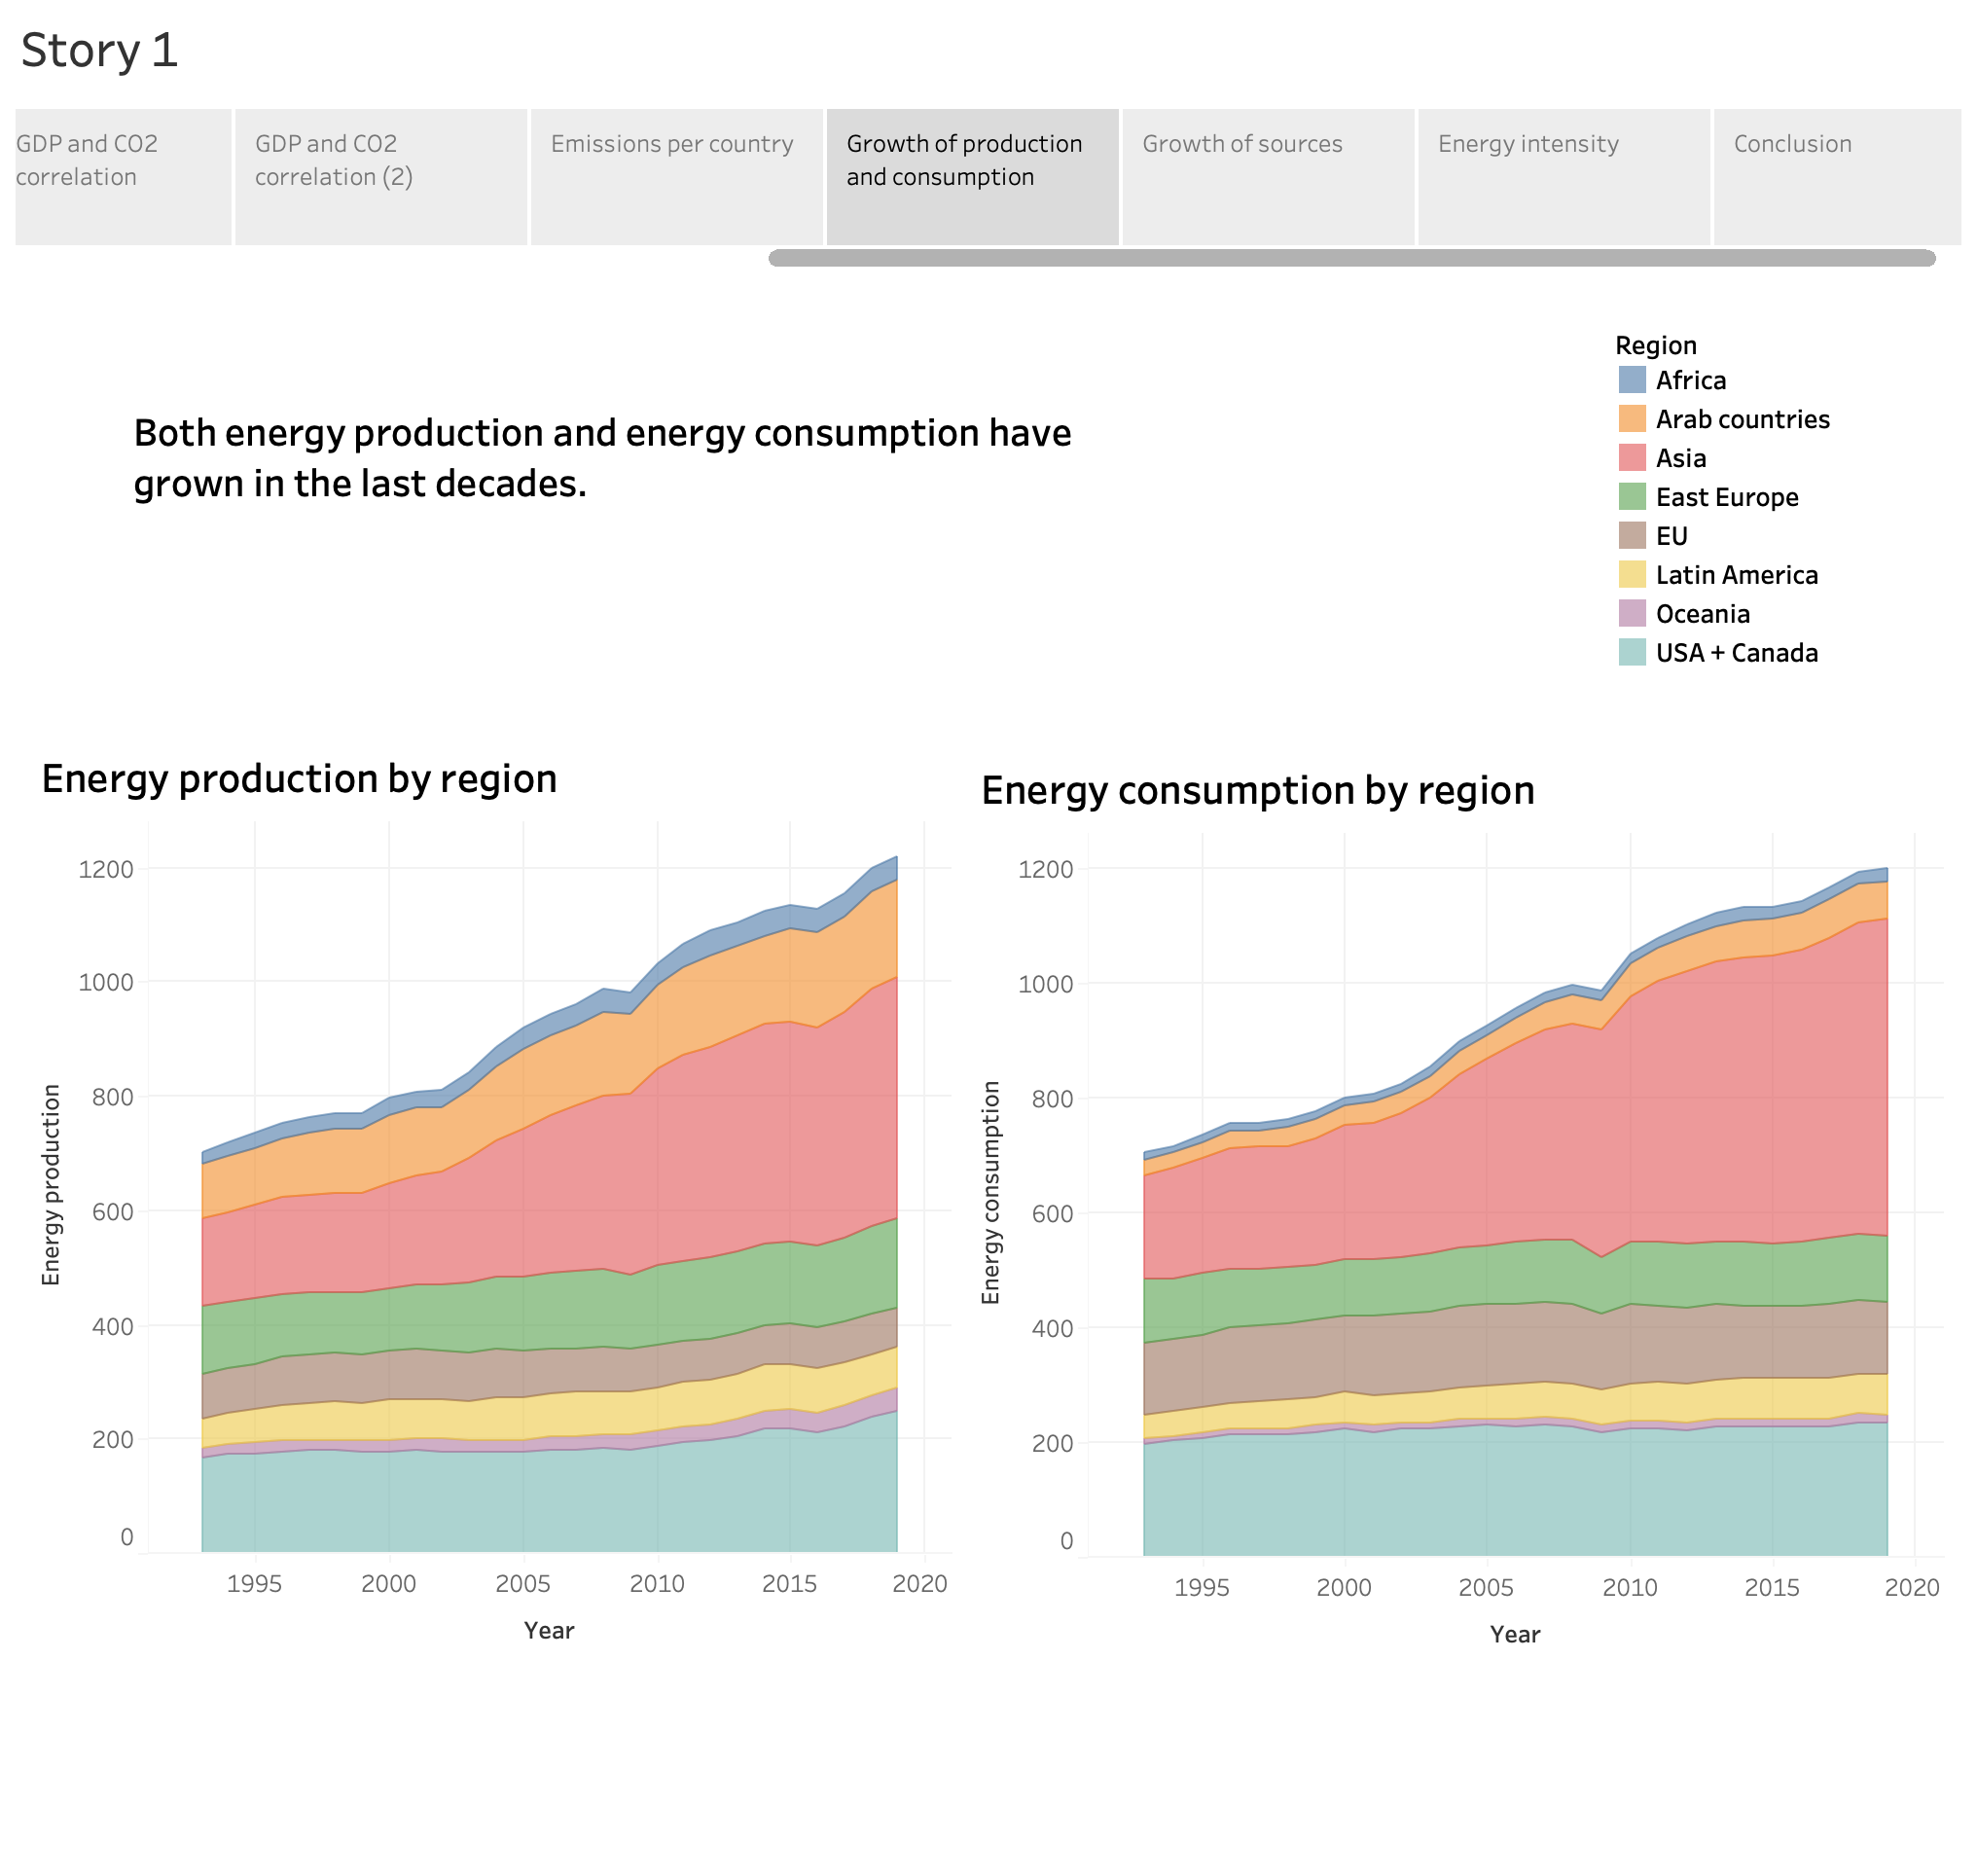 Story 1
GDP and CO2
correlation
GDP and CO2
correlation (2)
Emissions per country
Growth of production
and consumption
Growth of sources
Energy intensity
Conclusion
Region
Africa
Arab countries
Asia
East Europe
EU
Latin America
Oceania
USA + Canada
Both energy production and energy consumption have
grown in the last decades.
Energy production by region
1200
1000
800
600
400
200
0
Energy production
1995
2000
2005
2010
2015
2020
Year
Energy consumption by region
1200
1000
800
600
400
200
0
Energy consumption
1995
2000
2005
2010
2015
2020
Year